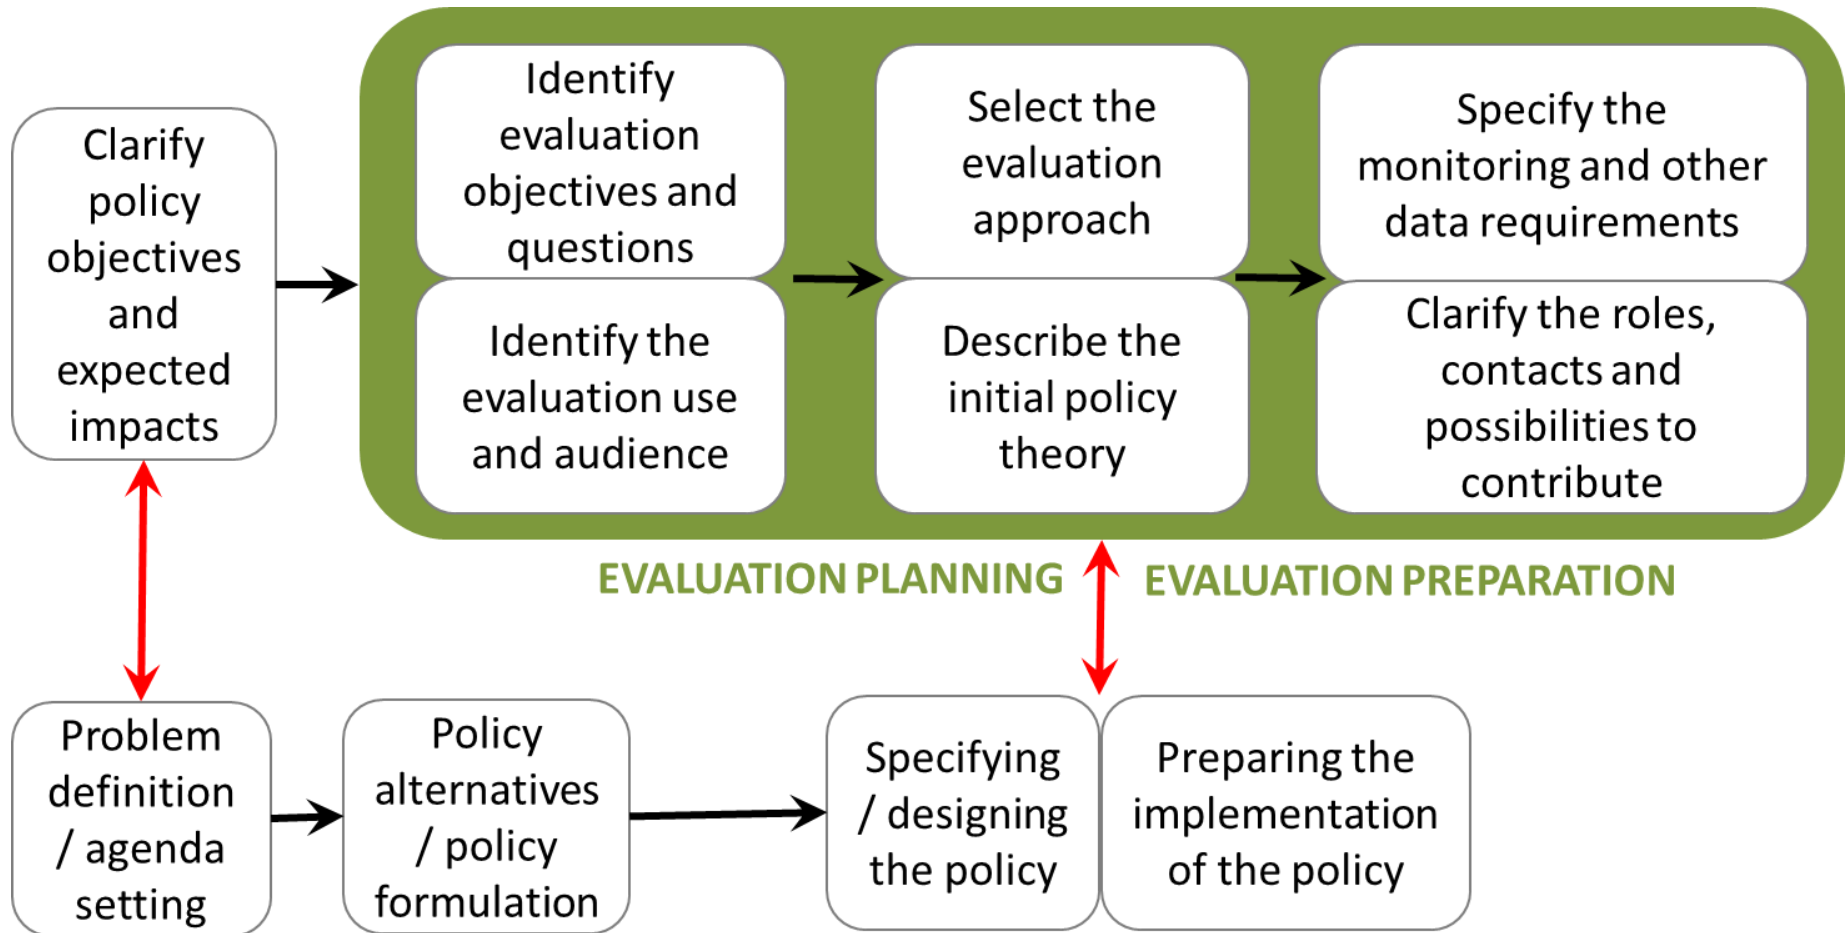 Clarify
policy
objectives
and
expected
impacts
Identify
evaluation
objectives and
questions
Identify the
evaluation use
and audience
Select the
evaluation
approach
Describe the
initial policy
theory
Specify the
monitoring and other
data requirements
Clarify the roles,
contacts and
possibilities to
contribute
EVALUATION PLANNING
EVALUATION PREPARATION
Problem
definition
/ agenda
setting
Policy
alternatives
/ policy
formulation
Specifying
/ designing
the policy
Preparing the
implementation
of the policy